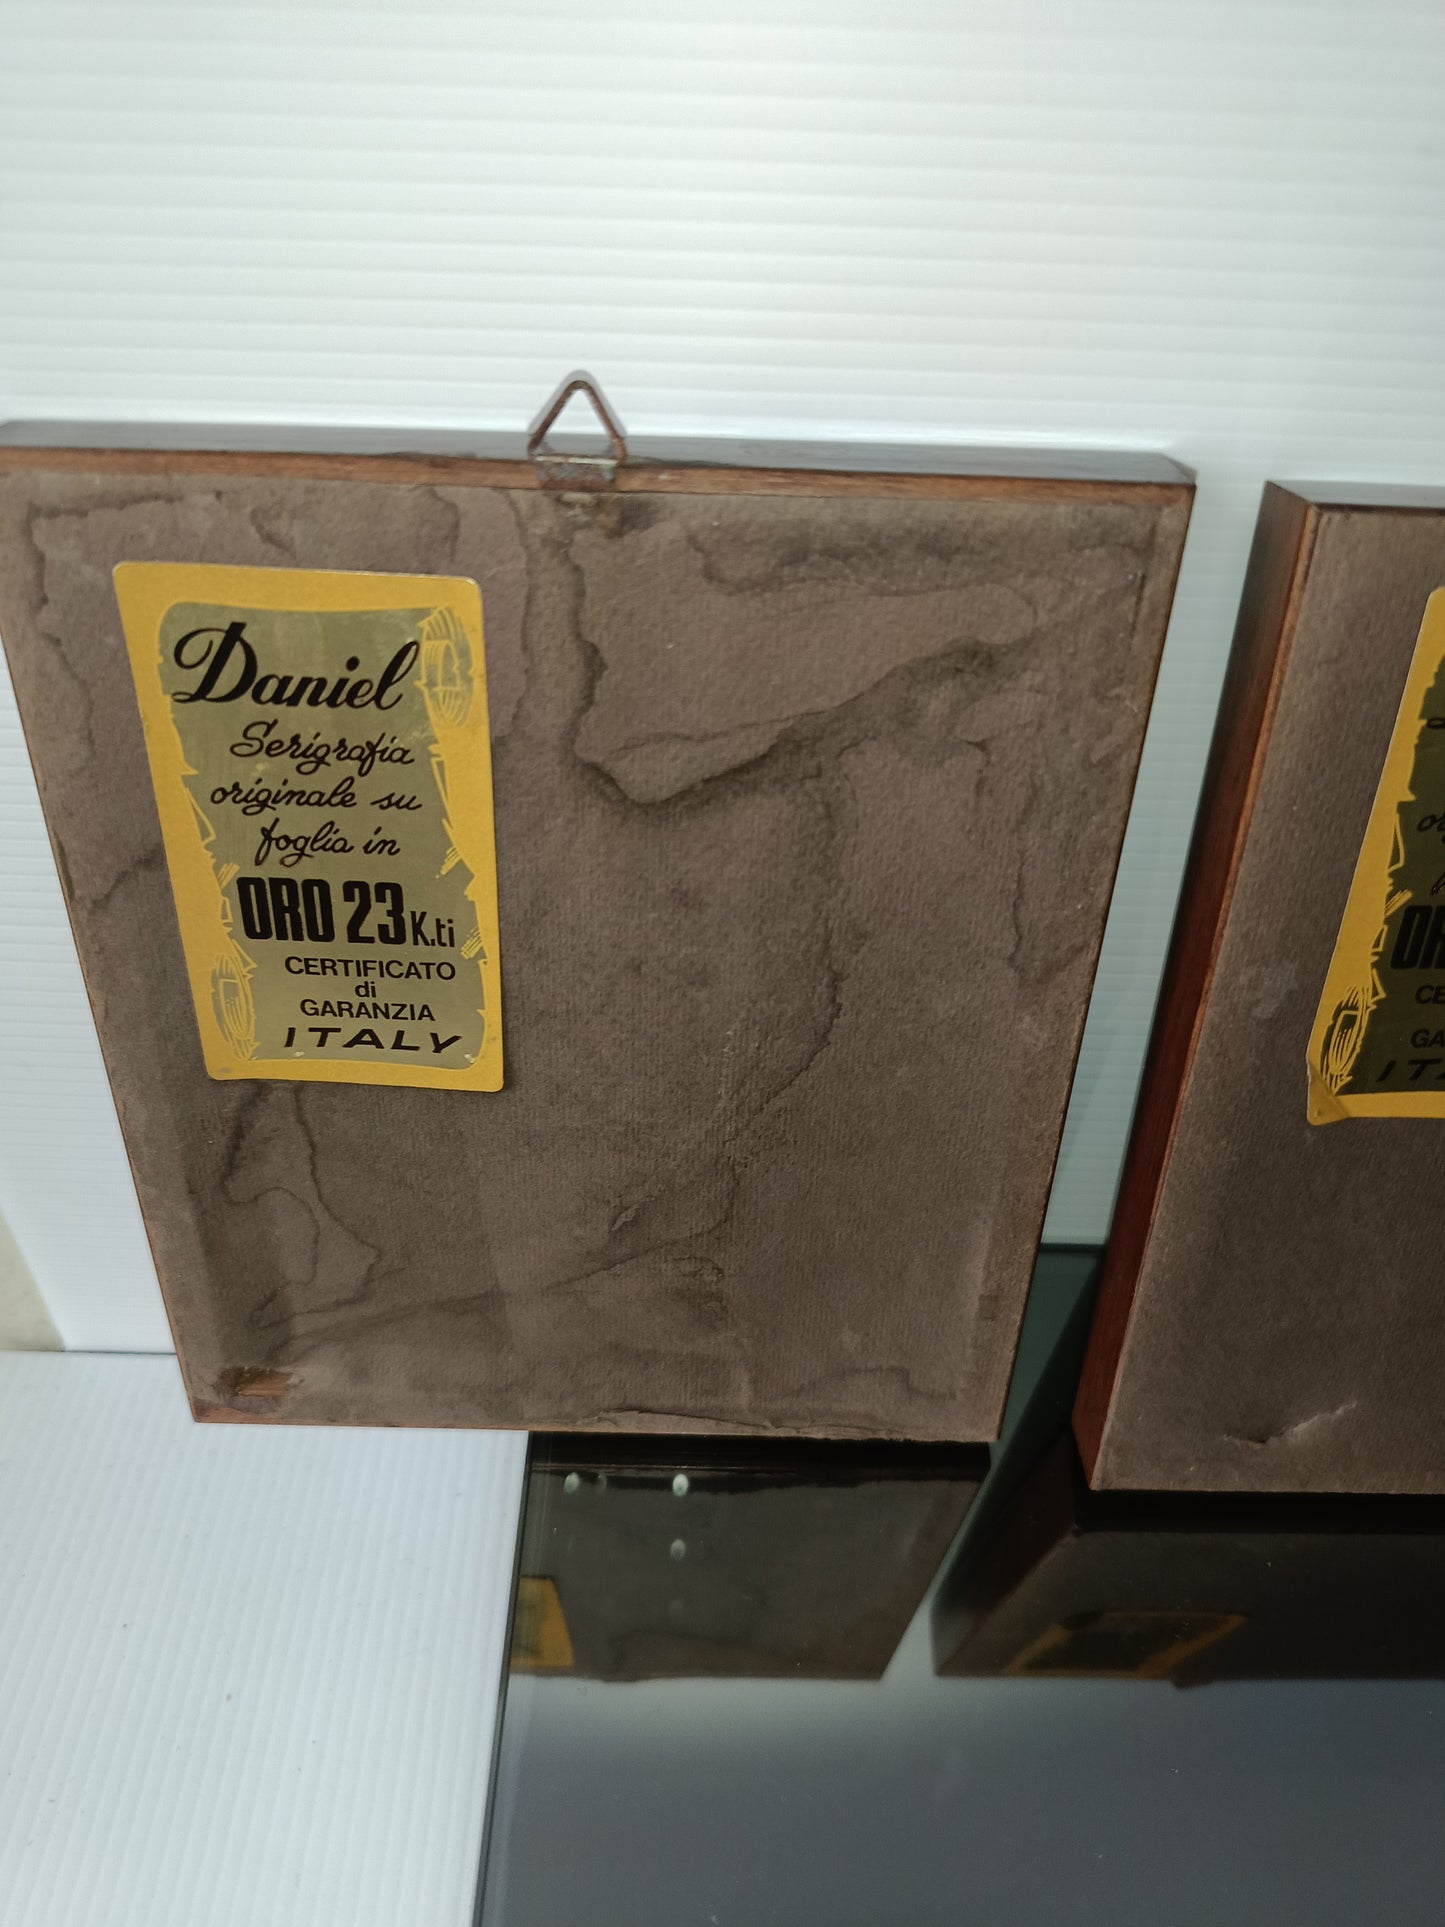 Daniel
Serigrafia
originale su
foglia in
ORO 23 K.ti
CERTIFICATO
di
GARANZIA
ITALY